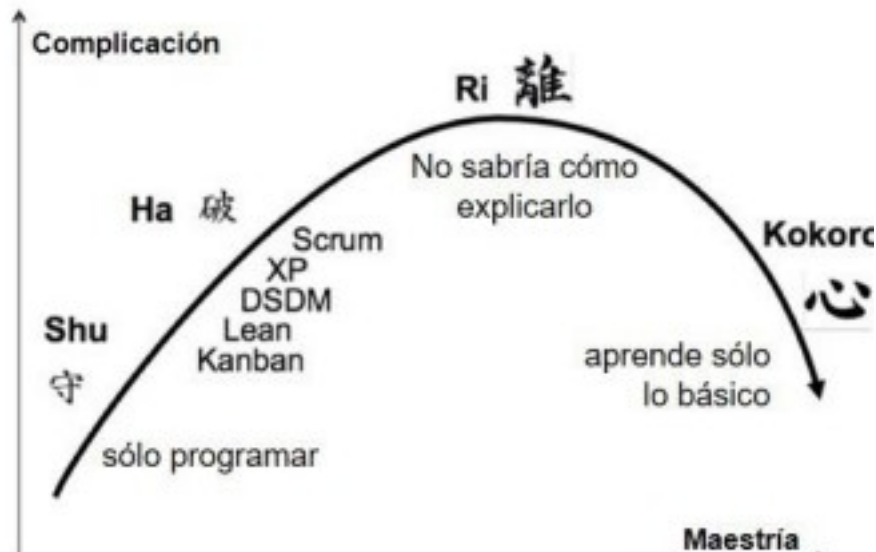 Complicación
Ri 離
No sabría cómo
explicarlo
Ha 破
Scrum
XP
DSDM
Lean
Kanban
Kokoro
心
Shu
守
aprende sólo
lo básico
sólo programar
Maestría